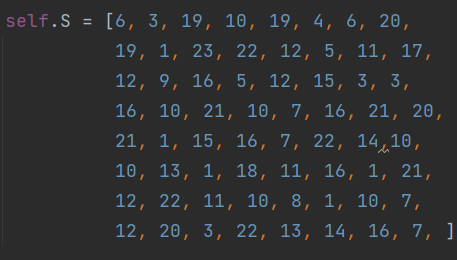 self.S = [6, 3, 19, 10, 19, 4, 6, 20,
19, 1, 23, 22, 12, 5, 11, 17,
12, 9, 16, 5, 12, 15, 3, 3,
16, 10, 21, 10, 7, 16, 21, 20,
21, 1, 15, 16, 7, 22, 14,10,
10, 13, 1, 18, 11, 16, 1, 21,
12, 22, 11, 10, 8, 1, 10, 7,
12, 20, 3, 22, 13, 14, 16, 7, ]